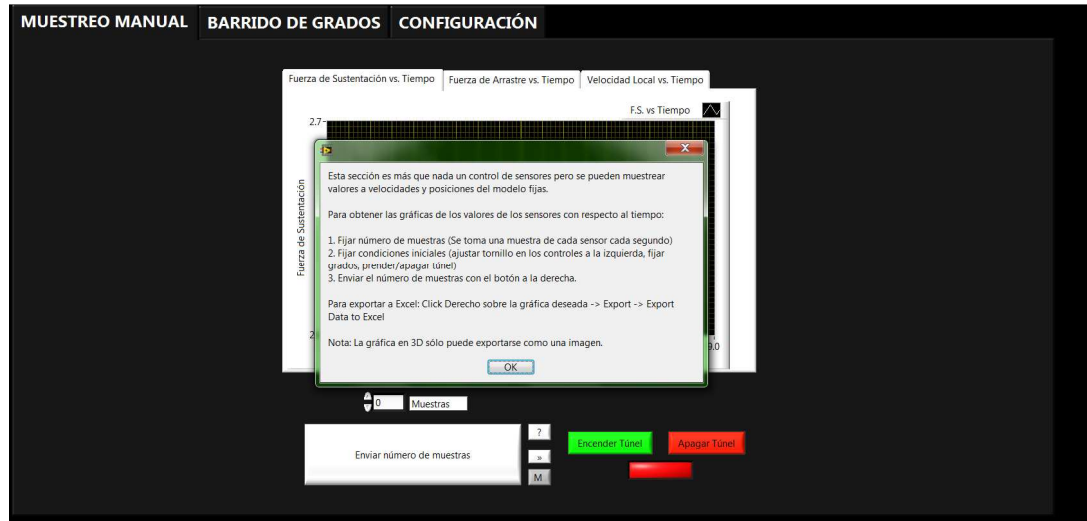 MUESTREO MANUAL BARRIDO DE GRADOS CONFIGURACIÓN
Fuerza de Sustentación vs. Tiempo Fuerza de Arrastre vs. Tiempo Velocidad Local vs. Tiempo
F.S. vs Tiempo
2.7
Fuerza de Sustentación
X
Esta sección es más que nada un control de sensores pero se pueden muestrear
valores a velocidades y posiciones del modelo fijas.
Para obtener las gráficas de los valores de los sensores con respecto al tiempo:
1. Fijar número de muestras (Se toma una muestra de cada sensor cada segundo)
2. Fijar condiciones iniciales (ajustar tornillo en los controles a la izquierda, fijar
grados, prender/apagar túnel)
3. Enviar el número de muestras con el botón a la derecha.
Para exportar a Excel: Click Derecho sobre la gráfica deseada -> Export -> Export
Data to Excel
Nota: La gráfica en 3D sólo puede exportarse como una imagen.
OK
0 Muestras
Enviar número de muestras
?
»
M
Encender Túnel Apagar Túnel